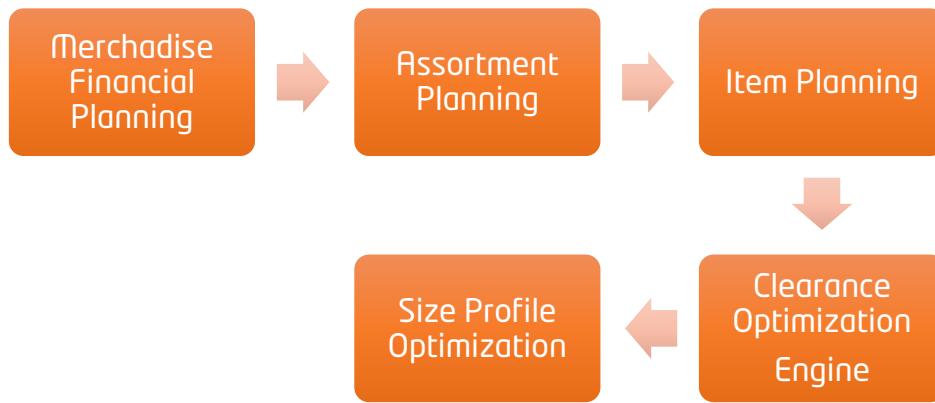 Merchadise
Financial
Planning
Assortment
Planning
Item Planning
Clearance
Optimization
Engine
Size Profile
Optimization